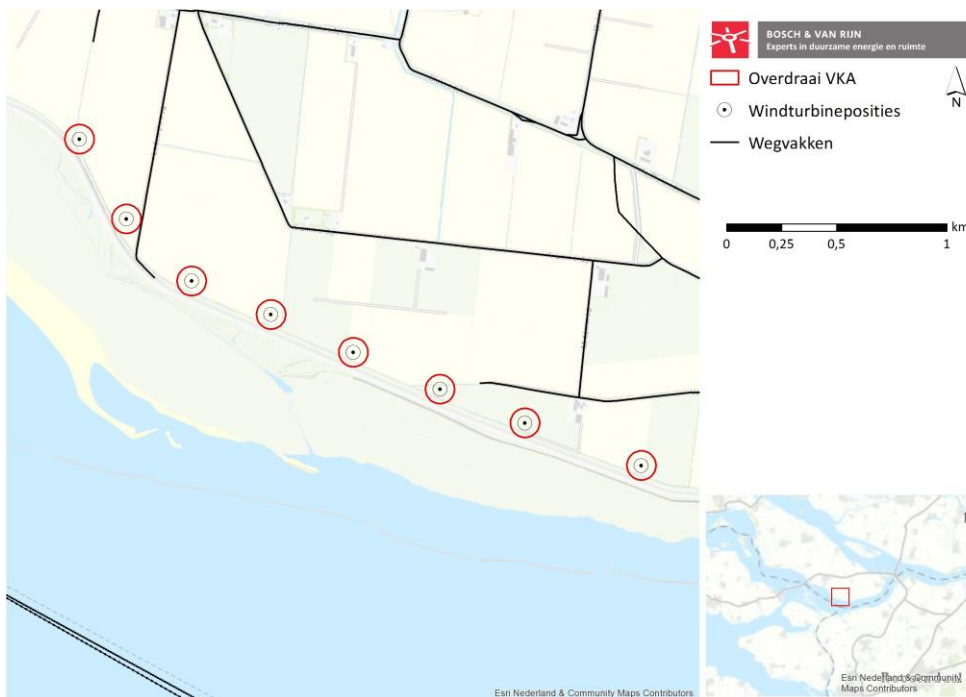 BOSCH & VAN RIJN
Experts in duurzame energie en ruimte
Overdraai VKA
Windturbineposities
Wegvakken
N
km
0 0,25 0,5 1
Esri Nederland & Community Maps Contributors
Esri Nederland & Community
Maps Contributors